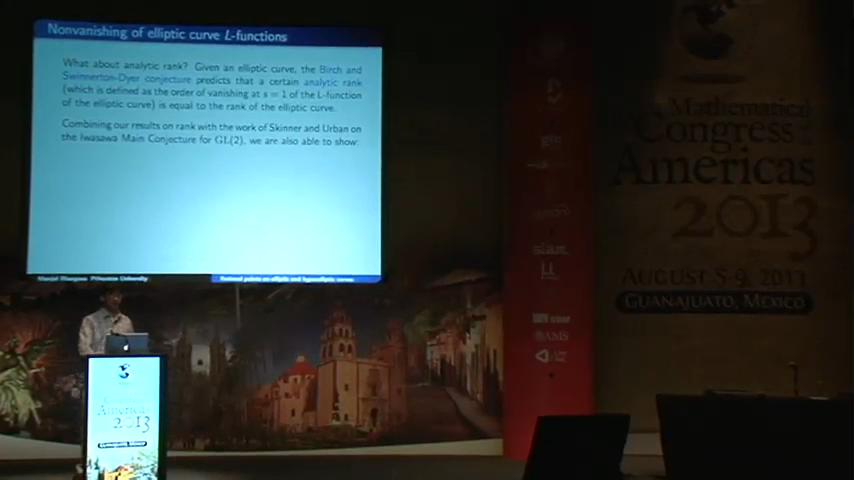 Nonvanishing of elliptic curve L-functions
What about analytic rank? Given an elliptic curve, the Birch and
Swinnerton-Dyer conjecture predicts that a certain analytic rank
(which is defined as the order of vanishing at s = 1 of the L-function
of the elliptic curve) is equal to the rank of the elliptic curve.
Combining our results on rank with the work of Skinner and Urban on
the Iwasawa Main Conjecture for GL(2), we are also able to show:
Manjul Bhargava, Princeton University
Rational points on elliptic and hyperelliptic curves
Mathematical
Congress
Americas
2013
August 5-9, 2013
Guanajuato, Mexico
siam
AMS
Americas
2013